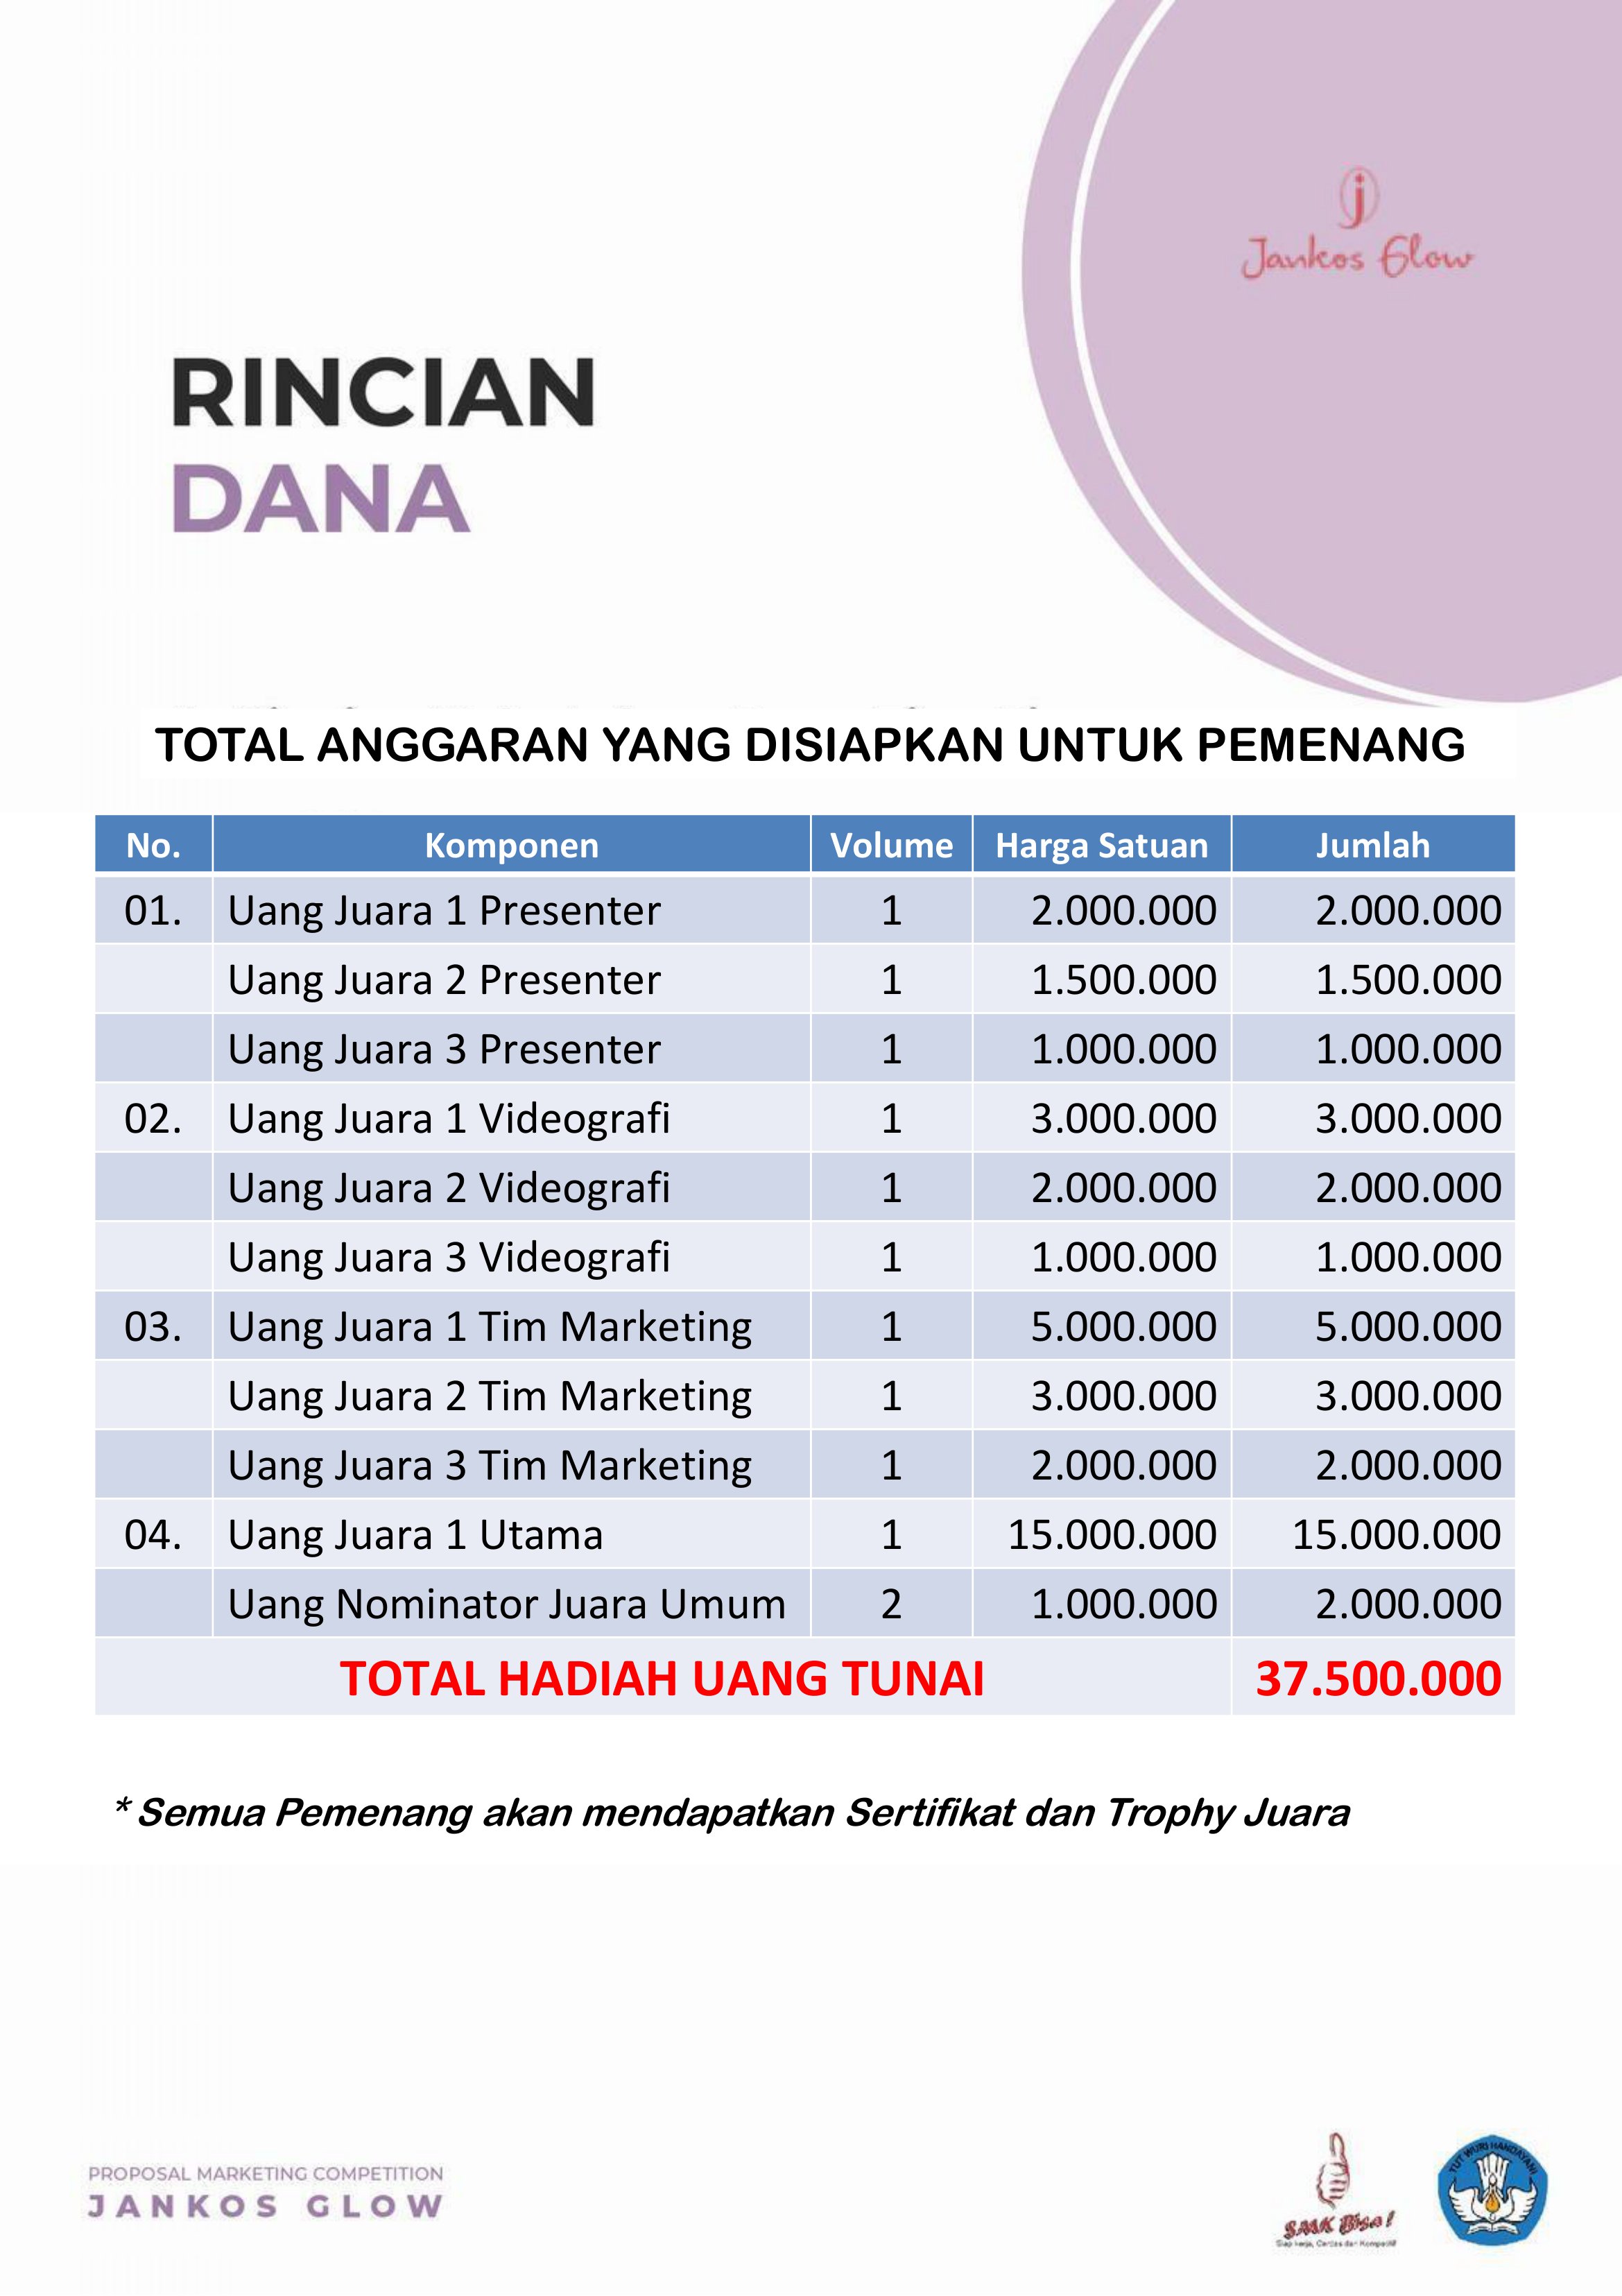 Jankos Glow
RINCIAN
DANA
TOTAL ANGGARAN YANG DISIAPKAN UNTUK PEMENANG
No. Komponen Volume Harga Satuan Jumlah
01. Uang Juara 1 Presenter 1 2.000.000 2.000.000
Uang Juara 2 Presenter 1 1.500.000 1.500.000
Uang Juara 3 Presenter 1 1.000.000 1.000.000
02. Uang Juara 1 Videografi 1 3.000.000 3.000.000
Uang Juara 2 Videografi 1 2.000.000 2.000.000
Uang Juara 3 Videografi 1 1.000.000 1.000.000
03. Uang Juara 1 Tim Marketing 1 5.000.000 5.000.000
Uang Juara 2 Tim Marketing 1 3.000.000 3.000.000
Uang Juara 3 Tim Marketing 1 2.000.000 2.000.000
04. Uang Juara 1 Utama 1 15.000.000 15.000.000
Uang Nominator Juara Umum 2 1.000.000 2.000.000
TOTAL HADIAH UANG TUNAI 37.500.000
* Semua Pemenang akan mendapatkan Sertifikat dan Trophy Juara
PROPOSAL MARKETING COMPETITION
JANKOS GLOW
SMK Bisa!
Siap kerja, Cerdas dan Kompetitif
TUT WURI HANDAYANI